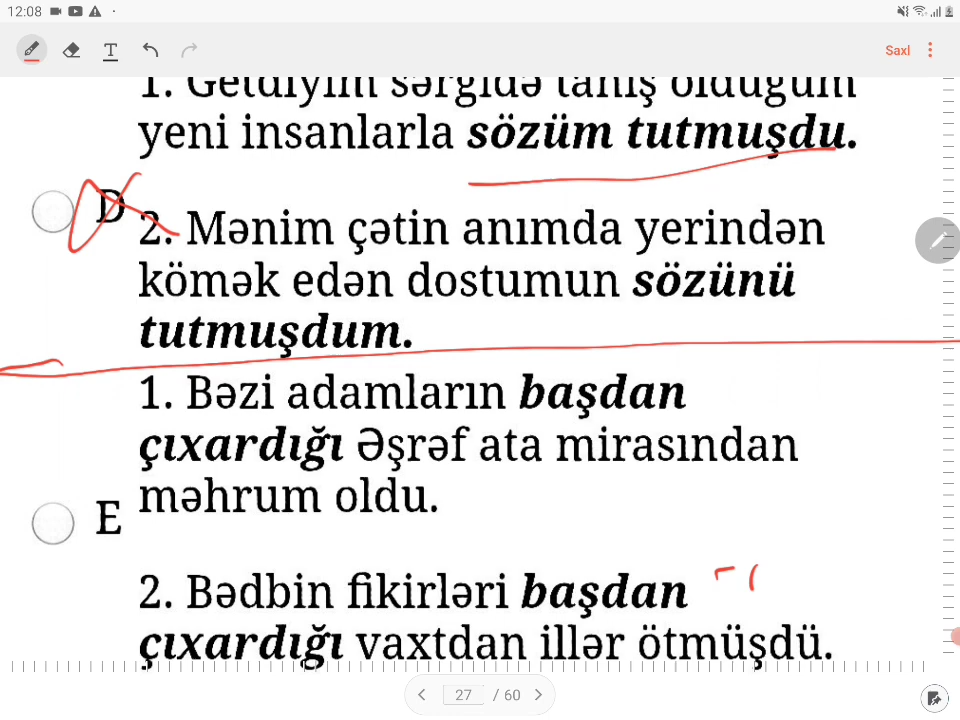 12:08
T
Saxl
1. Getdiyim sərgidə tanış olduğum
yeni insanlarla sözüm tutmuşdu.
D
2. Mənim çətin anımda yerindən
kömək edən dostumun sözünü
tutmuşdum.
1. Bəzi adamların başdan
çıxardığı Əşrəf ata mirasından
məhrum oldu.
E
2. Bədbin fikirləri başdan
çıxardığı vaxtdan illər ötmüşdü.
27 / 60